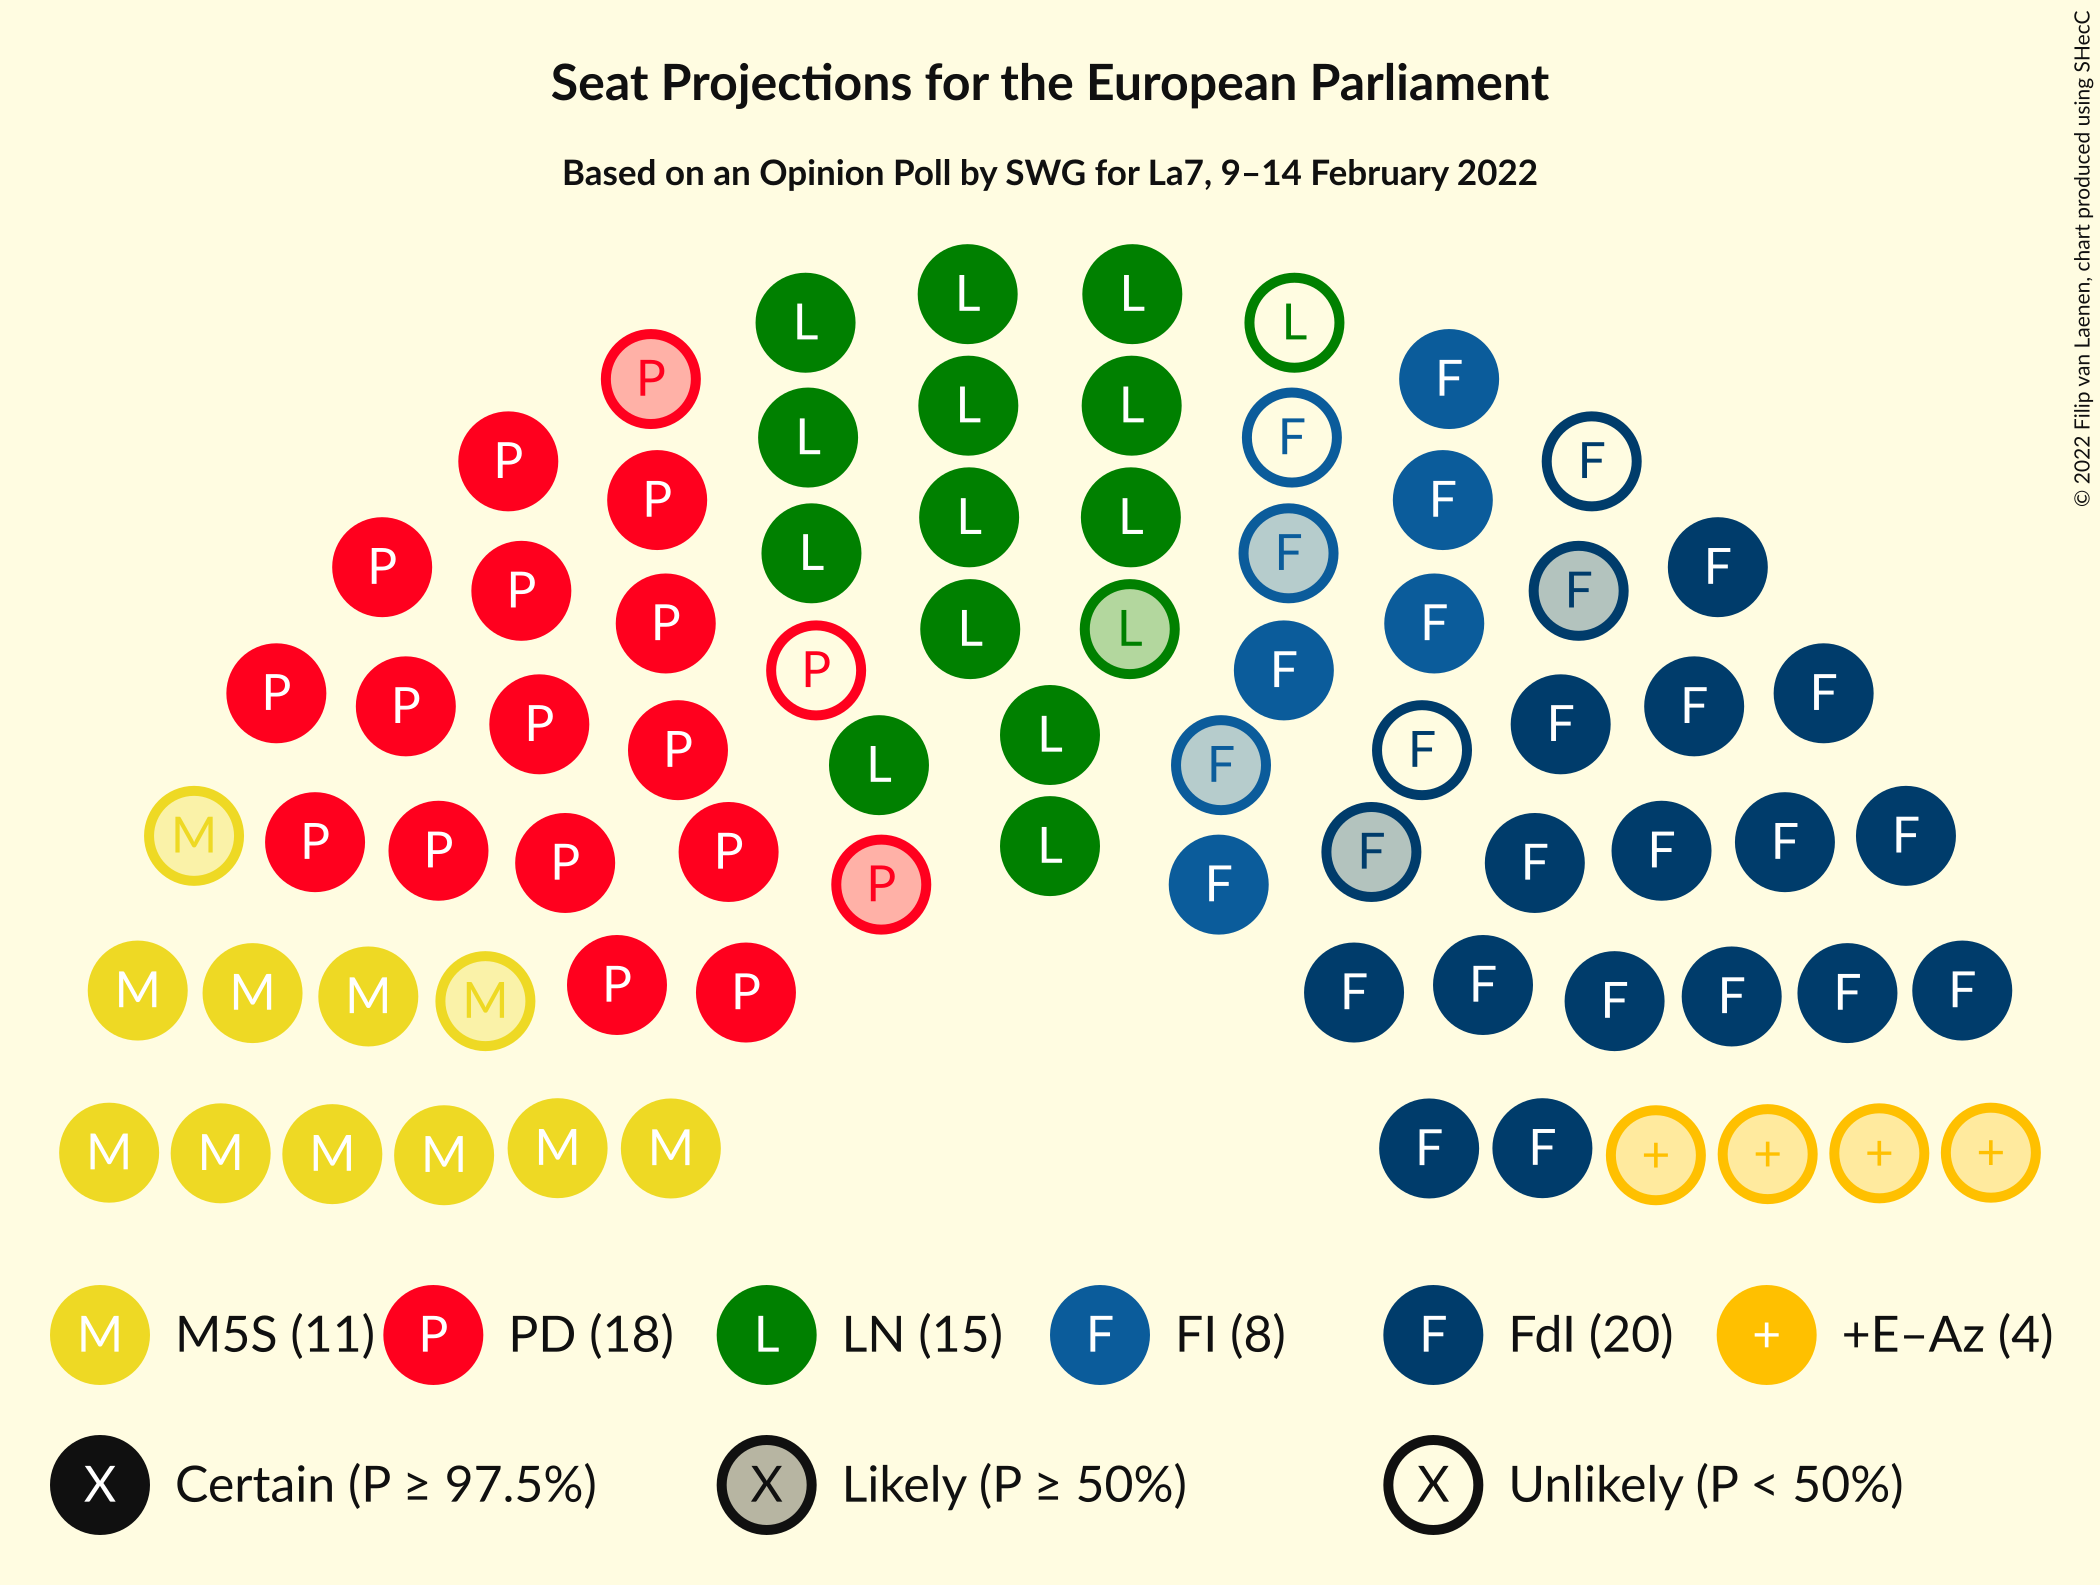 Seat Projections for the European Parliament
Based on an Opinion Poll by SWG for La7, 9–14 February 2022
© 2022 Filip van Laenen, chart produced using SHecC
L L
L L
P F
L L
L F
P F
P F
L L
L F
P F
P F
P F
L L
P P F
P F
P P F F
P P F F
L
P F
L F
M F
P F
P F
P L F
P F
P F
P F
M M F F
M M F F
P F
P F
M M M M M M F F + + + +
M M5S (11) P PD (18) L LN (15) F FI (8) F FdI (20) + +E–Az (4)
X Certain (P ≥ 97.5%) X Likely (P ≥ 50%) X Unlikely (P < 50%)